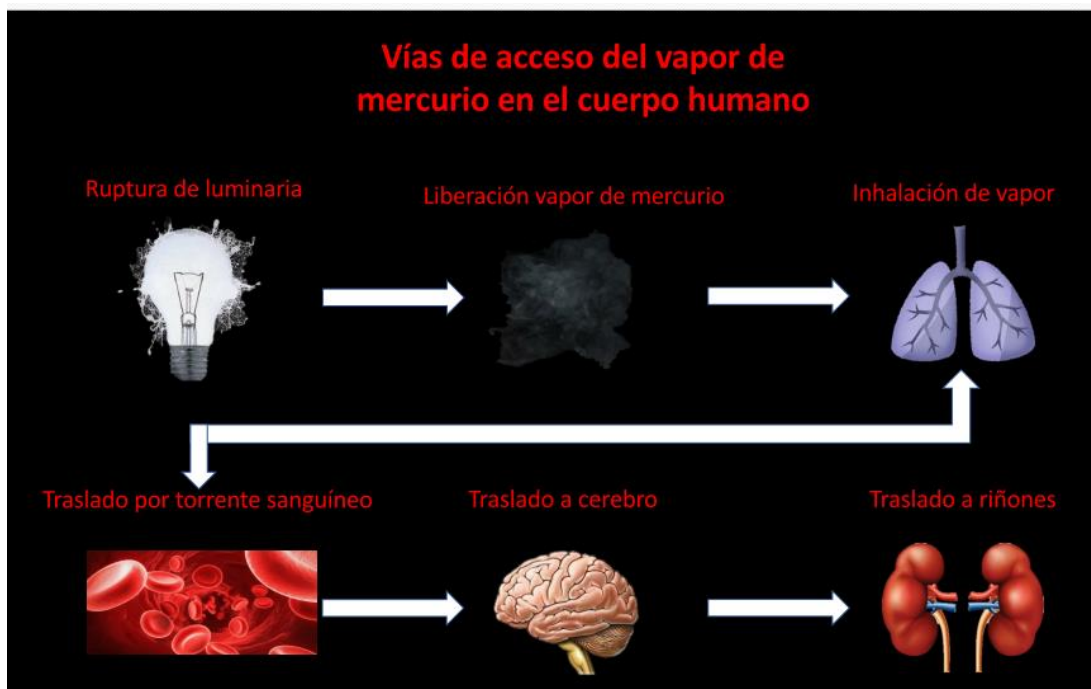 Vías de acceso del vapor de
mercurio en el cuerpo humano
Ruptura de luminaria
Liberación vapor de mercurio
Inhalación de vapor
Traslado por torrente sanguíneo
Traslado a cerebro
Traslado a riñones